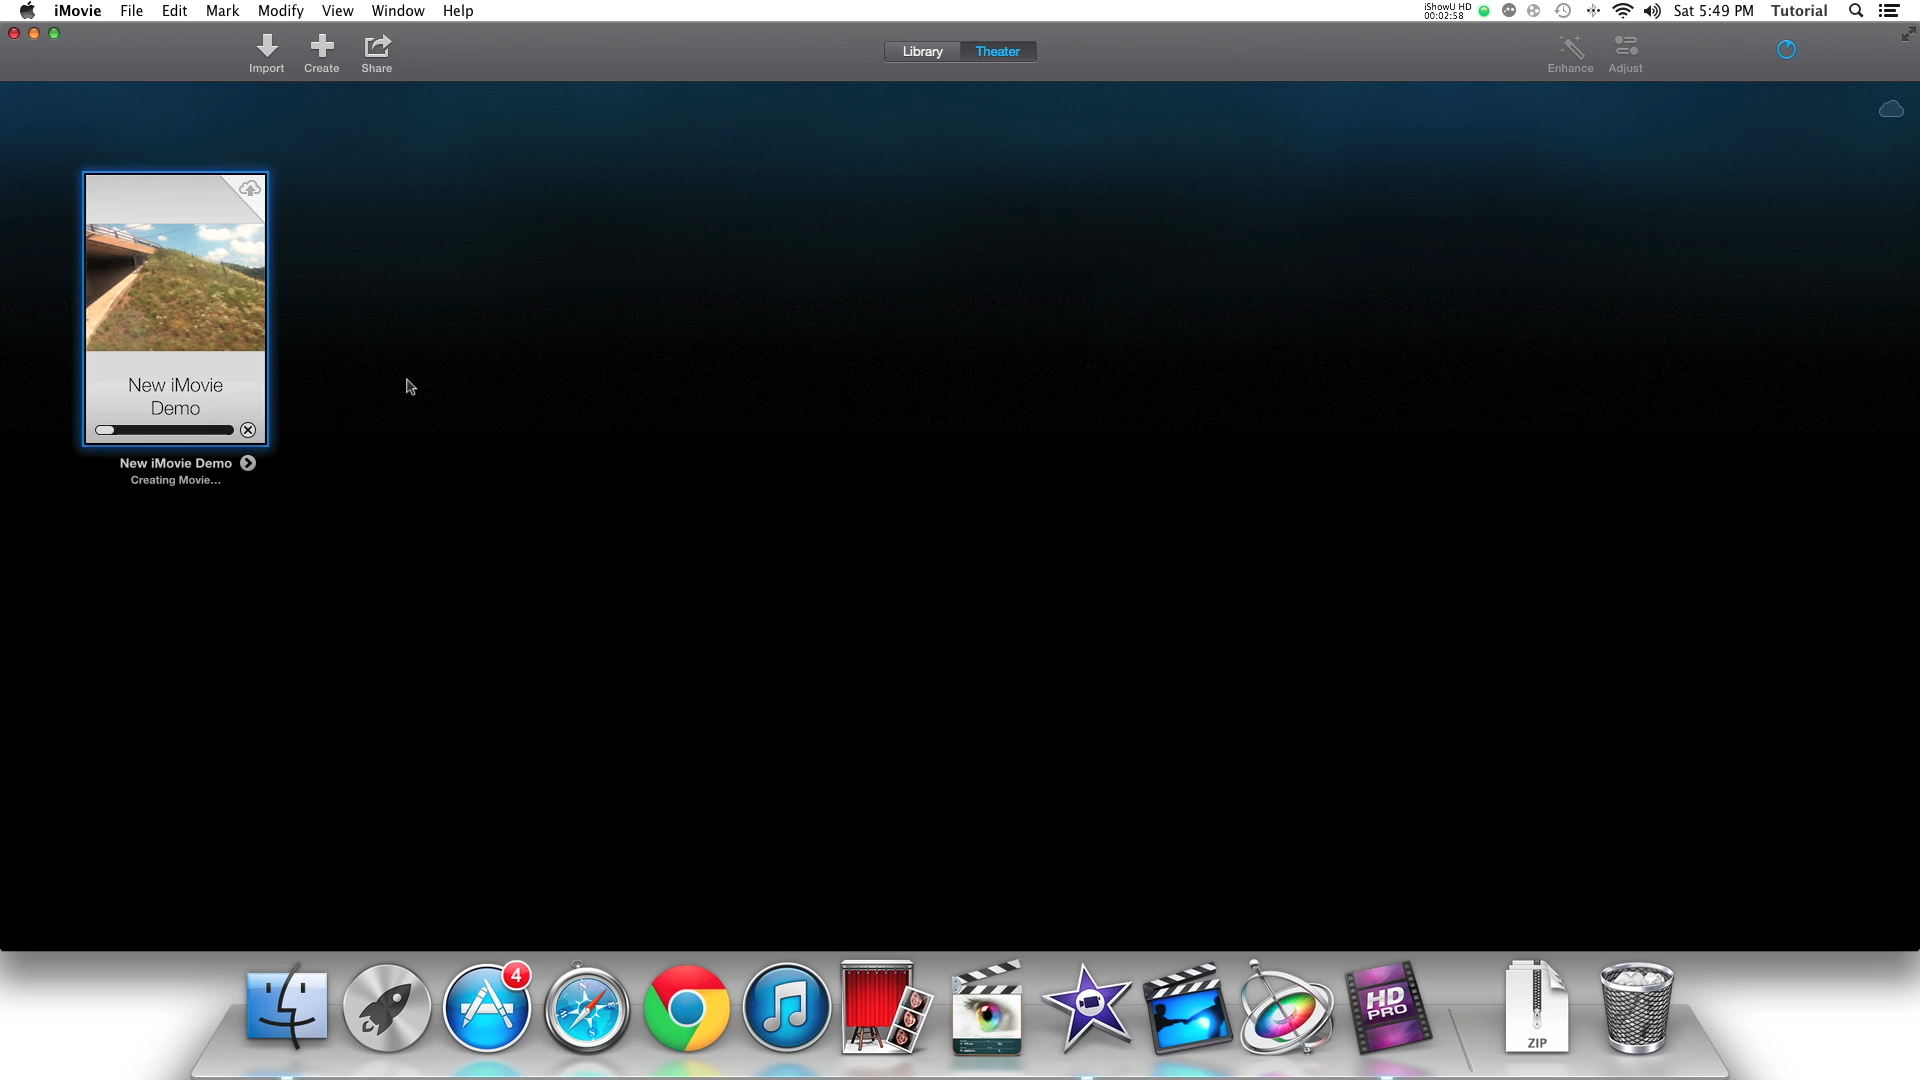 iMovie File Edit Mark Modify View Window Help
iShowU HD
00:02:58
Sat 5:49 PM Tutorial
Import Create Share
Library Theater
Enhance Adjust
New iMovie
Demo
New iMovie Demo
Creating Movie...
4
HD
PRO
ZIP